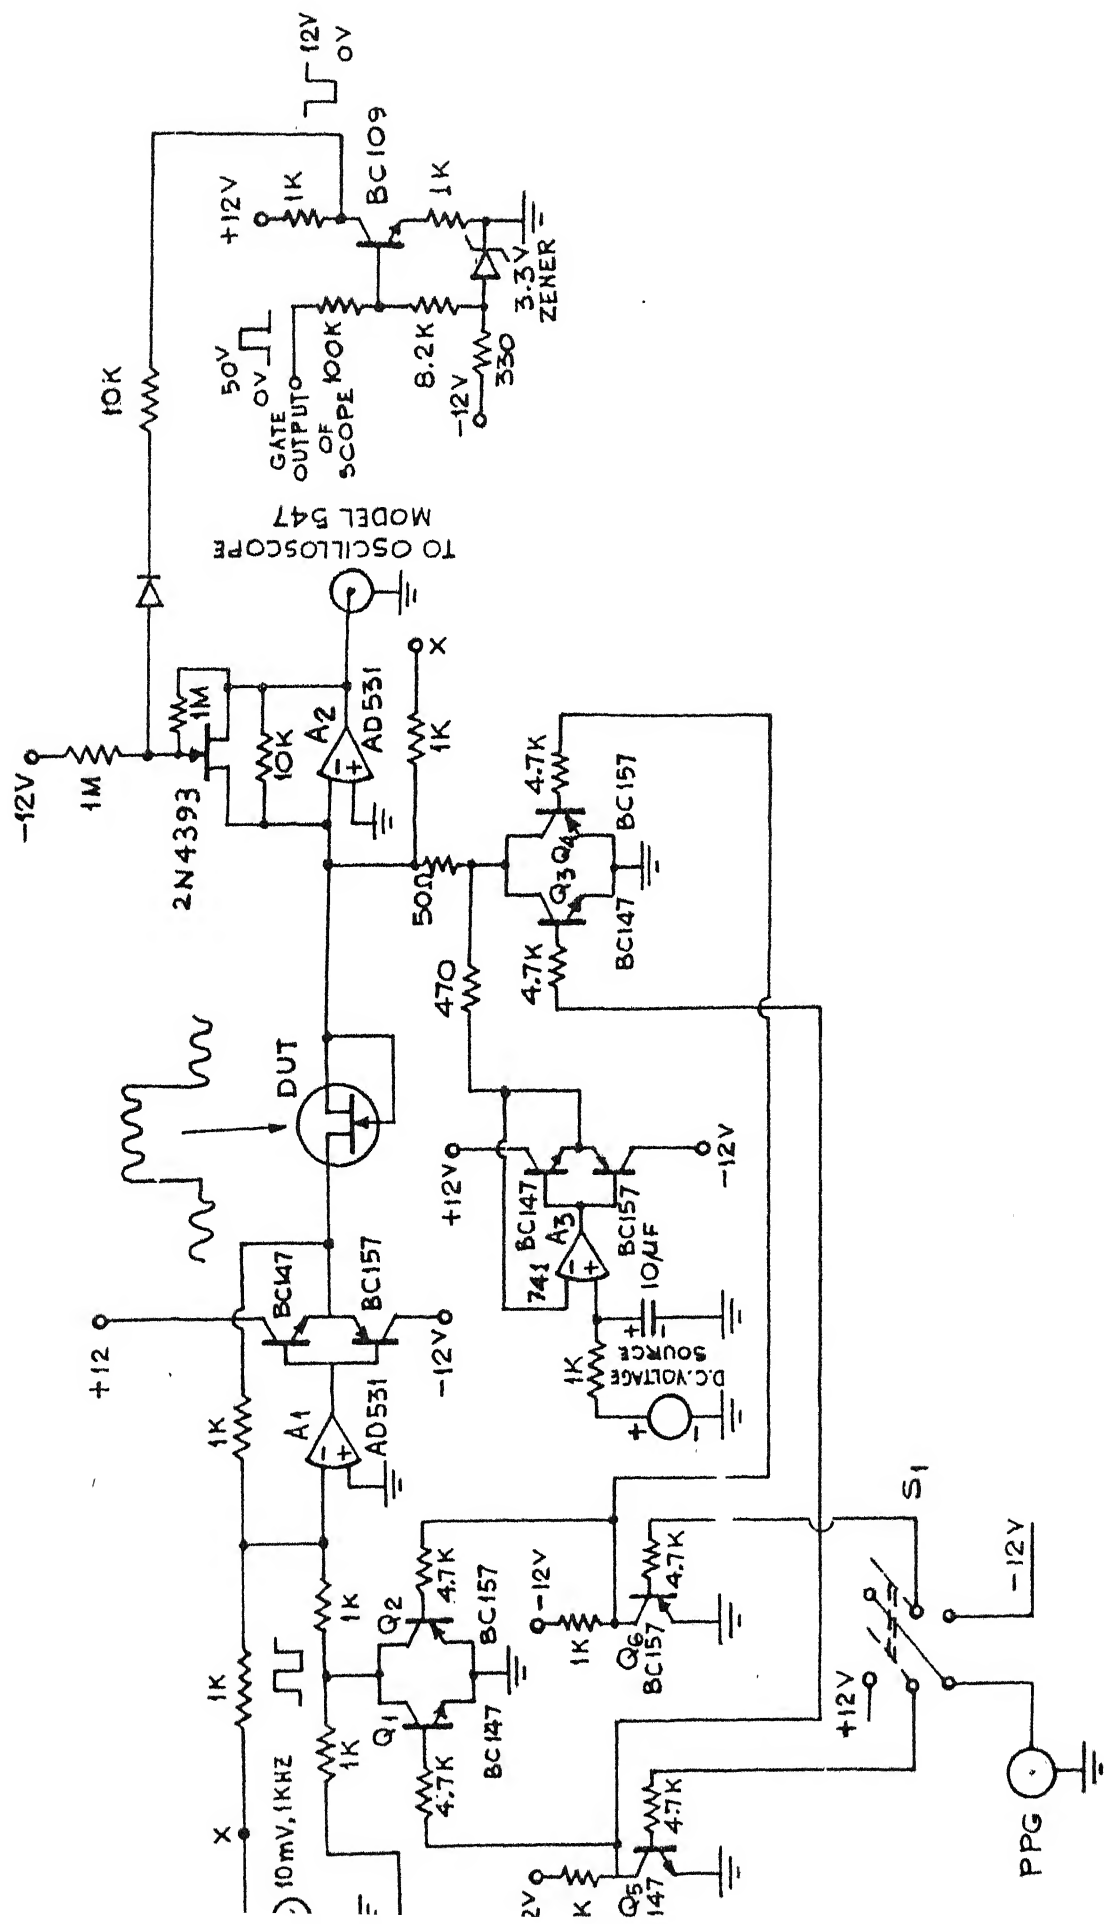 -12V
1M
2N4393
1M
10K
A2
AD531
TO OSCILLOSCOPE
MODEL 547
1K
X
50Ω
10K
50V
0V
GATE
OUTPUT
OF
SCOPE
100K
8.2K
-12V
330
3.3V
ZENER
+12V
1K
BC109
1K
-12V
0V
DUT
+12
1K
BC147
BC157
-12V
A1
AD531
1K
X
10mV, 1KHZ
1K
1K
Q1
Q2
BC147
BC157
4.7K
4.7K
470
+12V
BC147
A3
741
BC157
-12V
10µF
1K
D.C. VOLTAGE
SOURCE
+
-
4.7K
Q3
Q4
4.7K
BC147
BC157
-12V
1K
Q6
BC157
4.7K
2V
K
Q5
147
4.7K
S1
+12V
-12V
PPG